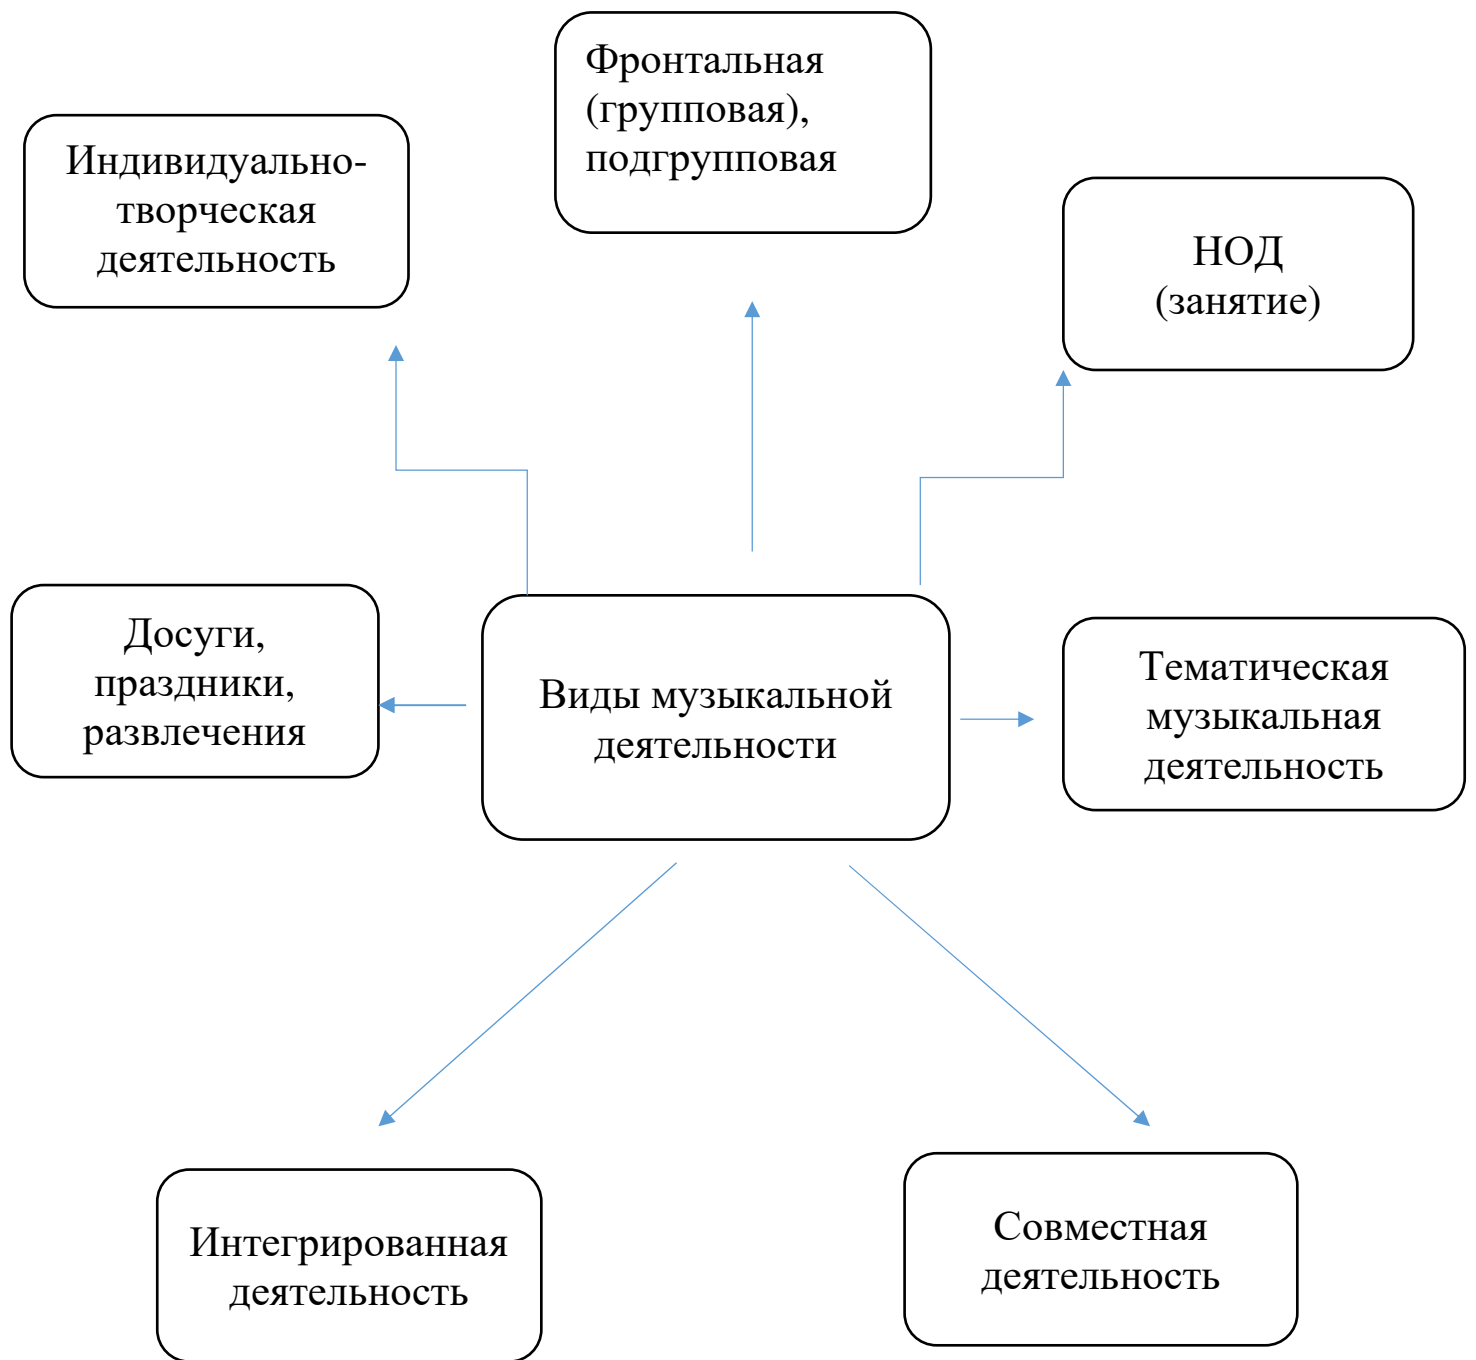 Фронтальная
(групповая),
подгрупповая
Индивидуально-
творческая
деятельность
НОД
(занятие)
Досуги,
праздники,
развлечения
Виды музыкальной
деятельности
Тематическая
музыкальная
деятельность
Интегрированная
деятельность
Совместная
деятельность